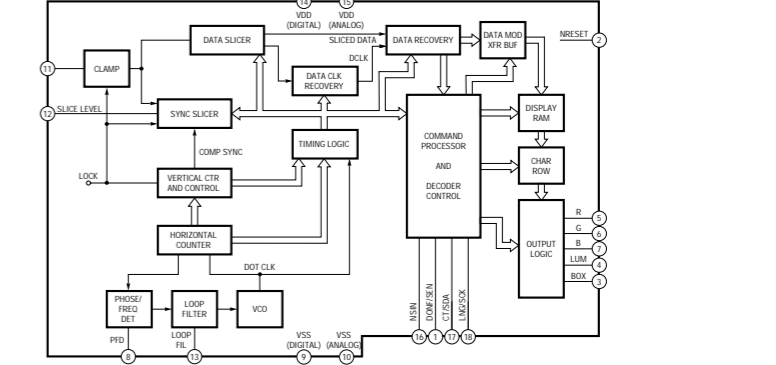 14
15
VDD
(DIGITAL)
VDD
(ANALOG)
DATA SLICER
SLICED DATA
DATA RECOVERY
DATA MOD
XFR BUF
NRESET
2
11
CLAMP
DCLK
DATA CLK
RECOVERY
12
SLICE LEVEL
SYNC SLICER
DISPLAY
RAM
COMMAND
PROCESSOR
AND
DECODER
CONTROL
COMP SYNC
TIMING LOGIC
CHAR
ROW
LOCK
VERTICAL CTR
AND CONTROL
HORIZONTAL
COUNTER
OUTPUT
LOGIC
R
5
G
6
B
7
LUM
4
BOX
3
DOT CLK
PHOSE/
FREQ
DET
LOOP
FILTER
VCO
NSIN
DONF/SEN
CT/SDA
LNG/SCK
PFD
LOOP
FIL
VSS
(DIGITAL)
VSS
(ANALOG)
16
1
17
18
8
13
9
10